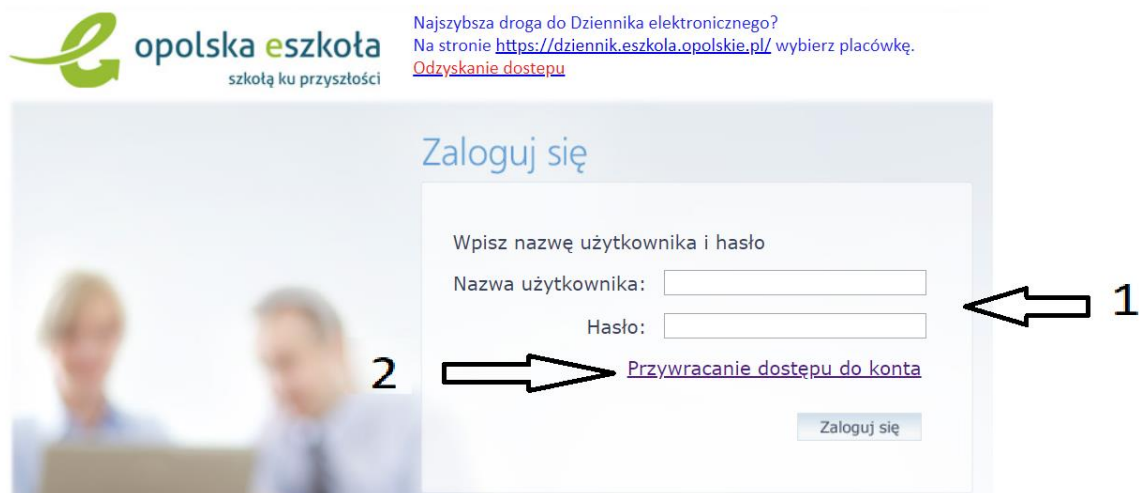 opolska eszkoła
szkołą ku przyszłości
Najszybsza droga do Dziennika elektronicznego?
Na stronie https://dziennik.eszkola.opolskie.pl/ wybierz placówkę.
Odzyskanie dostepu
Zaloguj się
Wpisz nazwę użytkownika i hasło
Nazwa użytkownika:
1
Hasło:
2
Przywracanie dostępu do konta
Zaloguj się